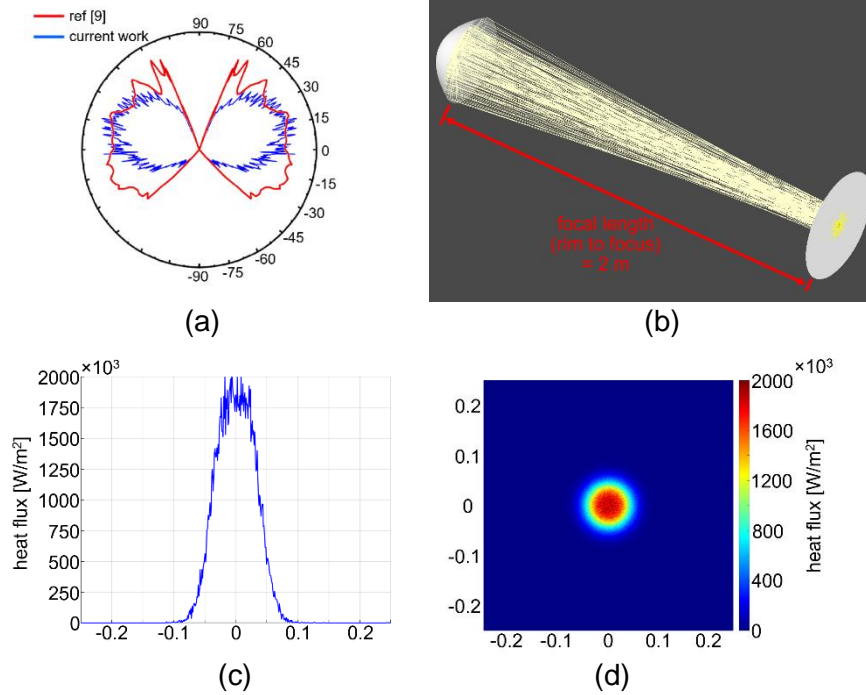 ref [9]
current work
90
75
60
45
30
15
0
-15
-30
-45
-60
-75
-90
(a)
focal length
(rim to focus)
= 2 m
(b)
×10³
2000
1750
1500
1250
1000
750
500
250
0
heat flux [W/m²]
-0.2 -0.1 0 0.1 0.2
(c)
0.2
0.1
0
-0.1
-0.2
-0.2 -0.1 0 0.1 0.2
×10³
2000
1600
1200
800
400
0
heat flux [W/m²]
(d)